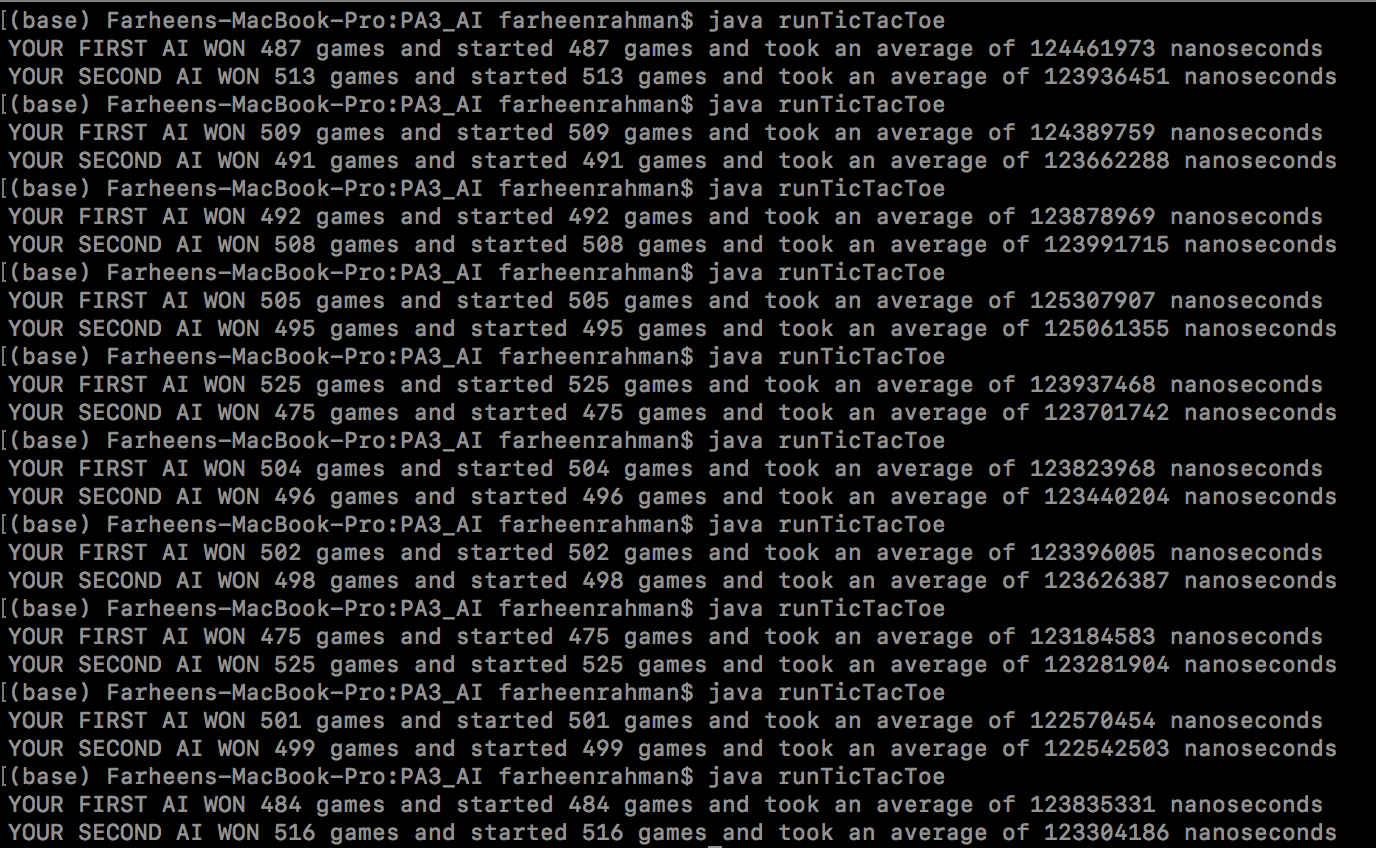 [(base) Farheens-MacBook-Pro:PA3_AI farheenrahman$ java runTicTacToe
YOUR FIRST AI WON 487 games and started 487 games and took an average of 124461973 nanoseconds
YOUR SECOND AI WON 513 games and started 513 games and took an average of 123936451 nanoseconds
[(base) Farheens-MacBook-Pro:PA3_AI farheenrahman$ java runTicTacToe
YOUR FIRST AI WON 509 games and started 509 games and took an average of 124389759 nanoseconds
YOUR SECOND AI WON 491 games and started 491 games and took an average of 123662288 nanoseconds
[(base) Farheens-MacBook-Pro:PA3_AI farheenrahman$ java runTicTacToe
YOUR FIRST AI WON 492 games and started 492 games and took an average of 123878969 nanoseconds
YOUR SECOND AI WON 508 games and started 508 games and took an average of 123991715 nanoseconds
[(base) Farheens-MacBook-Pro:PA3_AI farheenrahman$ java runTicTacToe
YOUR FIRST AI WON 505 games and started 505 games and took an average of 125307907 nanoseconds
YOUR SECOND AI WON 495 games and started 495 games and took an average of 125061355 nanoseconds
[(base) Farheens-MacBook-Pro:PA3_AI farheenrahman$ java runTicTacToe
YOUR FIRST AI WON 525 games and started 525 games and took an average of 123937468 nanoseconds
YOUR SECOND AI WON 475 games and started 475 games and took an average of 123701742 nanoseconds
[(base) Farheens-MacBook-Pro:PA3_AI farheenrahman$ java runTicTacToe
YOUR FIRST AI WON 504 games and started 504 games and took an average of 123823968 nanoseconds
YOUR SECOND AI WON 496 games and started 496 games and took an average of 123440204 nanoseconds
[(base) Farheens-MacBook-Pro:PA3_AI farheenrahman$ java runTicTacToe
YOUR FIRST AI WON 502 games and started 502 games and took an average of 123396005 nanoseconds
YOUR SECOND AI WON 498 games and started 498 games and took an average of 123626387 nanoseconds
[(base) Farheens-MacBook-Pro:PA3_AI farheenrahman$ java runTicTacToe
YOUR FIRST AI WON 475 games and started 475 games and took an average of 123184583 nanoseconds
YOUR SECOND AI WON 525 games and started 525 games and took an average of 123281904 nanoseconds
[(base) Farheens-MacBook-Pro:PA3_AI farheenrahman$ java runTicTacToe
YOUR FIRST AI WON 501 games and started 501 games and took an average of 122570454 nanoseconds
YOUR SECOND AI WON 499 games and started 499 games and took an average of 122542503 nanoseconds
[(base) Farheens-MacBook-Pro:PA3_AI farheenrahman$ java runTicTacToe
YOUR FIRST AI WON 484 games and started 484 games and took an average of 123835331 nanoseconds
YOUR SECOND AI WON 516 games and started 516 games and took an average of 123304186 nanoseconds